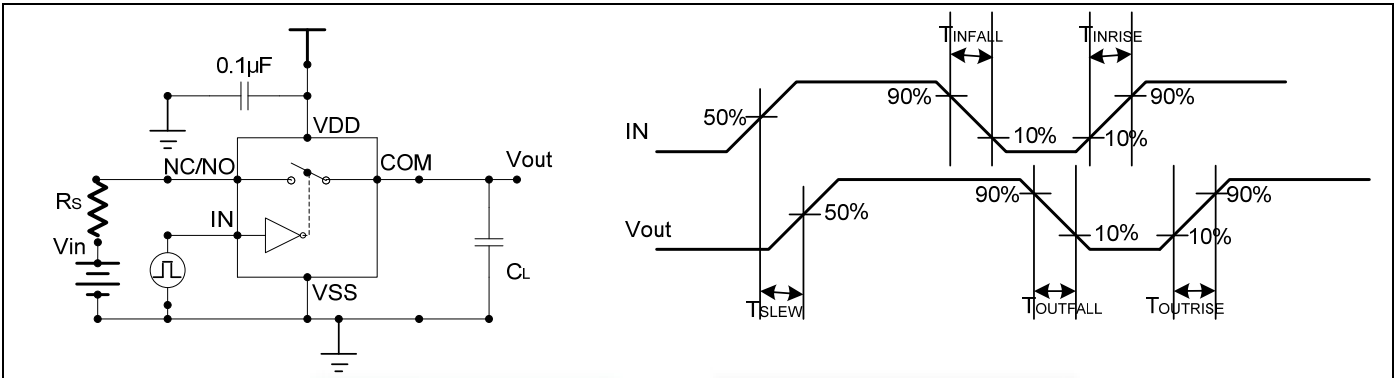 0.1µF
VDD
NC/NO
COM
Vout
RS
IN
Vin
CL
VSS
TINFALL
TINRISE
50%
90%
90%
IN
10%
10%
90%
90%
50%
Vout
10%
10%
TSLEW
TOUTFALL
TOUTRISE